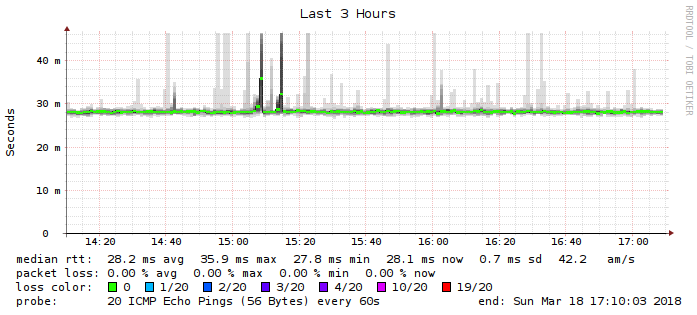 Last 3 Hours
RRDTOOL / TOBI OETIKER
Seconds
40 m
30 m
20 m
10 m
0
14:20 14:40 15:00 15:20 15:40 16:00 16:20 16:40 17:00
median rtt: 28.2 ms avg 35.9 ms max 27.8 ms min 28.1 ms now 0.7 ms sd 42.2 am/s
packet loss: 0.00 % avg 0.00 % max 0.00 % min 0.00 % now
loss color: 0 1/20 2/20 3/20 4/20 10/20 19/20
probe: 20 ICMP Echo Pings (56 Bytes) every 60s end: Sun Mar 18 17:10:03 2018